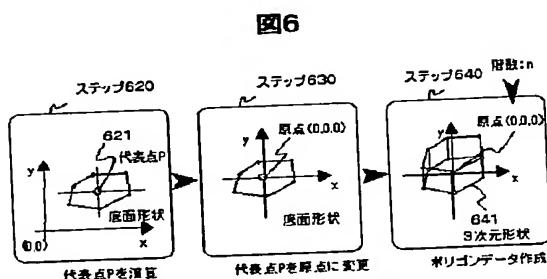 図6
ステップ620
621
代表点P
y
底面形状
(0,0)
x
代表点Pを演算
ステップ630
原点(0,0,0)
y
x
底面形状
代表点Pを原点に変更
ステップ640
階数:n
原点(0,0,0)
y
x
641
3次元形状
ポリゴンデータ作成